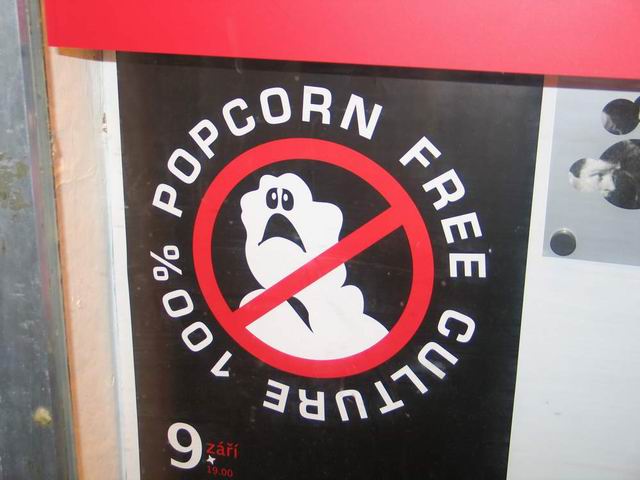 100% POPCORN FREE CULTURE
9 září
19.00